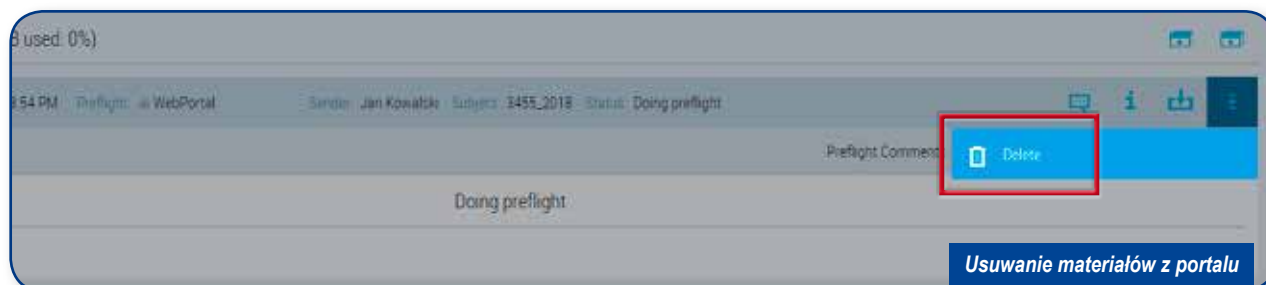 B used: 0%)
:54 PM Preflight: WebPortal Sender: Jan Kowalski Subject: 3455_2018 Status: Doing preflight
Preflight Comment
Delete
Doing preflight
Usuwanie materiałów z portalu